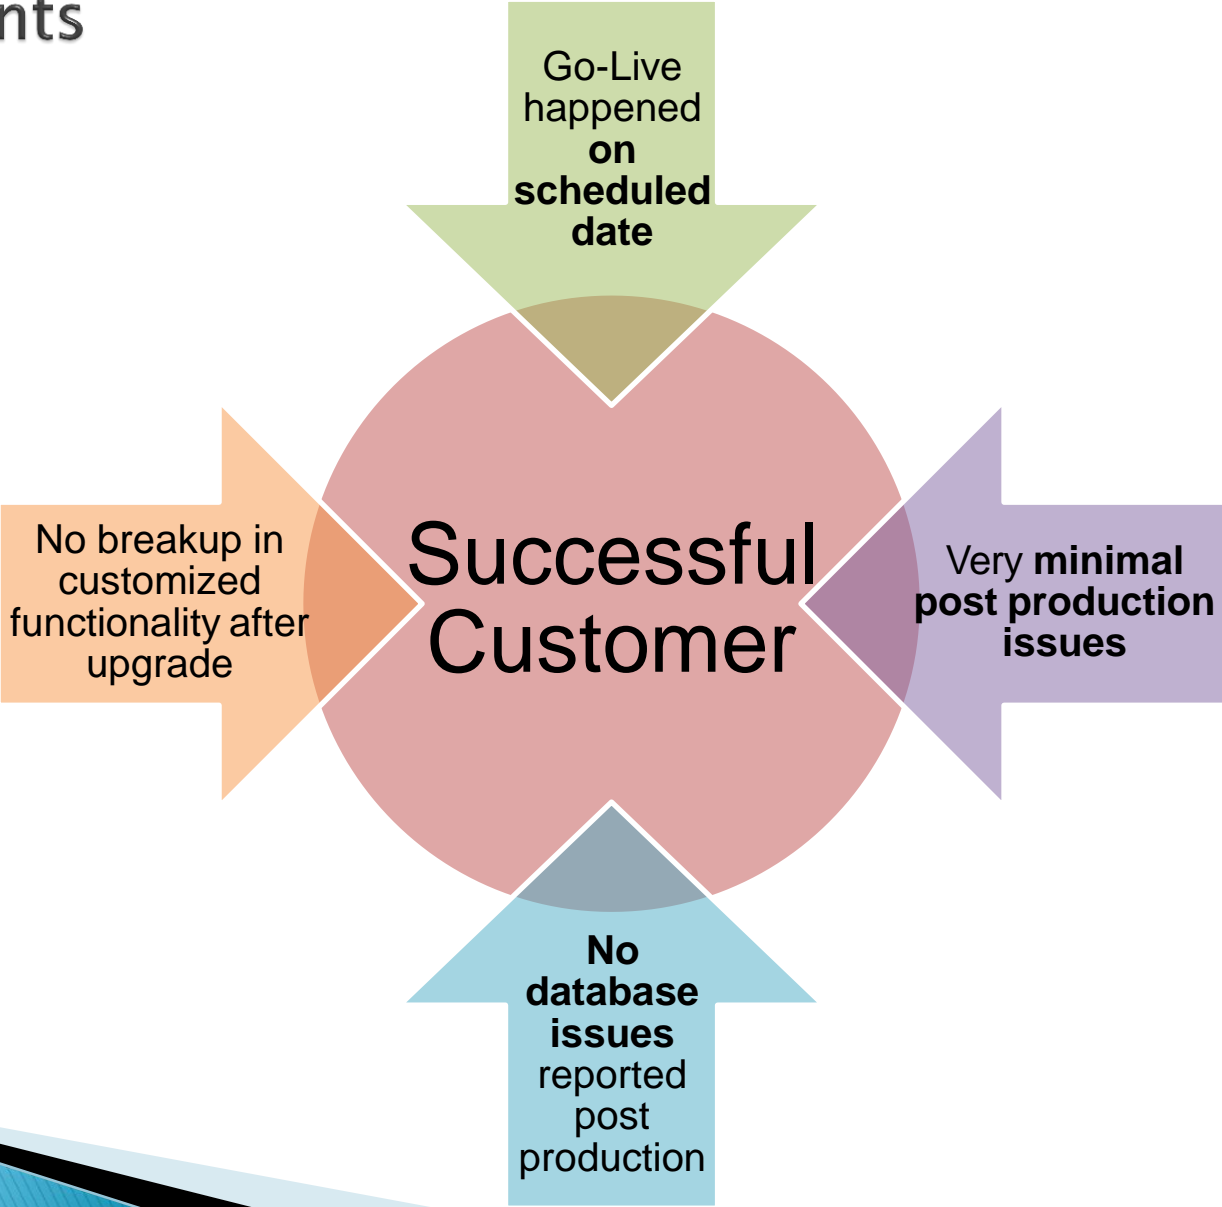 Go-Live
happened
on
scheduled
date
No breakup in
customized
functionality after
upgrade
Successful
Customer
Very minimal
post production
issues
No
database
issues
reported
post
production